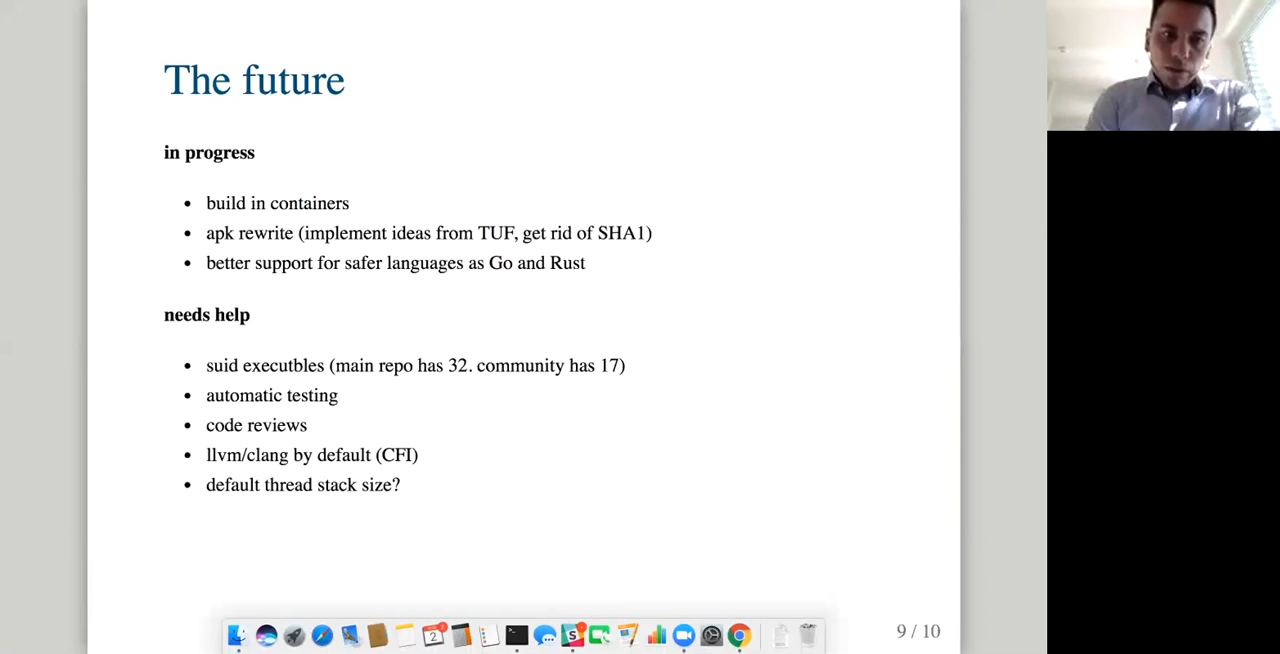 The future
in progress
• build in containers
• apk rewrite (implement ideas from TUF, get rid of SHA1)
• better support for safer languages as Go and Rust
needs help
• suid executbles (main repo has 32. community has 17)
• automatic testing
• code reviews
• llvm/clang by default (CFI)
• default thread stack size?
2
9 / 10